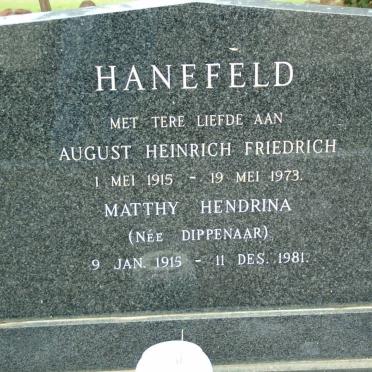 HANEFELD
MET TERE LIEFDE AAN
AUGUST HEINRICH FRIEDRICH
1 MEI 1915 - 19 MEI 1973.
MATTHY HENDRINA
(NÉE DIPPENAAR)
9 JAN. 1915 - 11 DES. 1981.